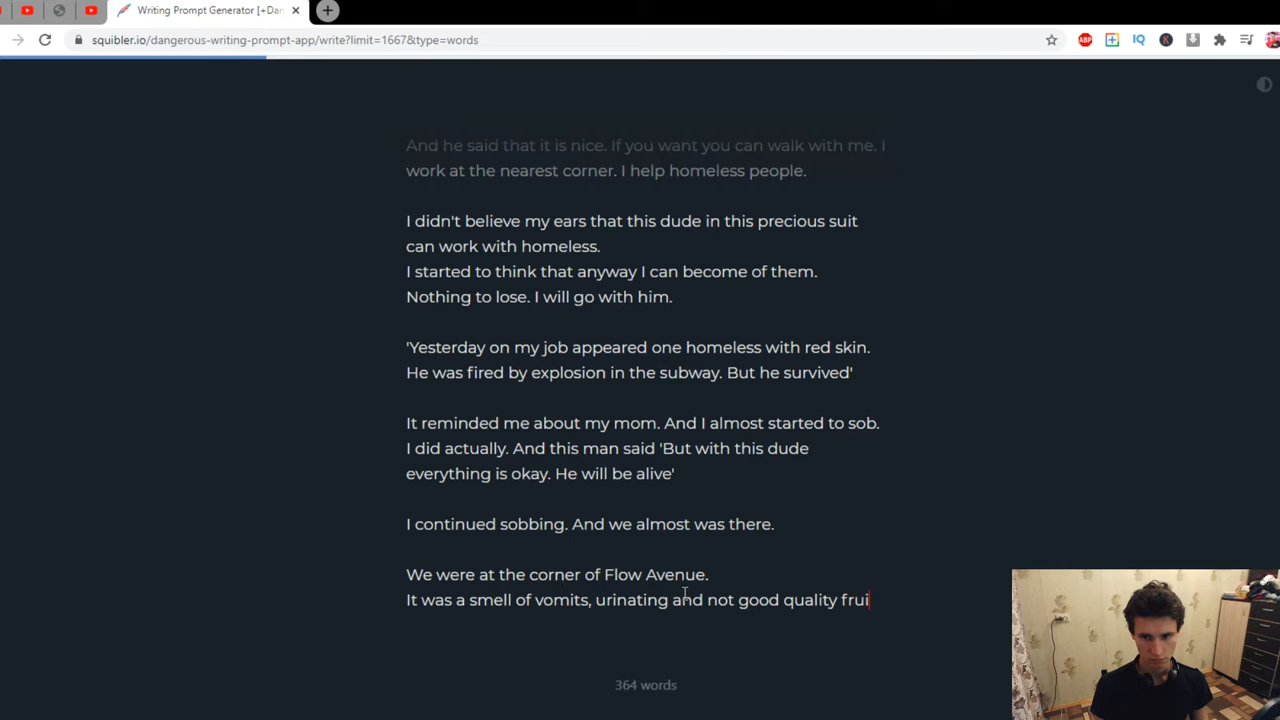 Writing Prompt Generator [+Dan
squibler.io/dangerous-writing-prompt-app/write?limit=1667&type=words
ABP
IQ
K
And he said that it is nice. If you want you can walk with me. I
work at the nearest corner. I help homeless people.
I didn't believe my ears that this dude in this precious suit
can work with homeless.
I started to think that anyway I can become of them.
Nothing to lose. I will go with him.
'Yesterday on my job appeared one homeless with red skin.
He was fired by explosion in the subway. But he survived'
It reminded me about my mom. And I almost started to sob.
I did actually. And this man said 'But with this dude
everything is okay. He will be alive'
I continued sobbing. And we almost was there.
We were at the corner of Flow Avenue.
It was a smell of vomits, urinating and not good quality frui
364 words